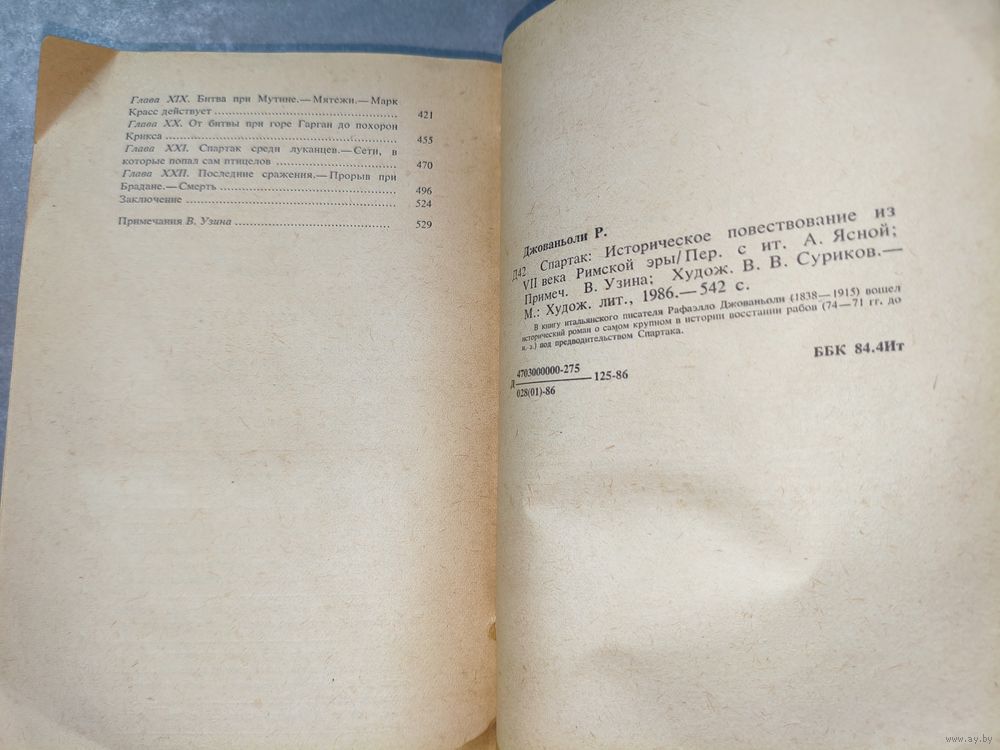 Глава XIX. Битва при Мутине.—Мятежи.—Марк
Красс действует ........ 421
Глава XX. От битвы при горе Гарган до похорон
Крикса ........ 455
Глава XXI. Спартак среди луканцев.—Сети, в
которые попал сам птицелов ........ 470
Глава XXII. Последние сражения.—Прорыв при
Брадане.—Смерть ........ 496
Заключение ........ 524
Примечания В. Узина ........ 529
Джованьоли Р.
Д42 Спартак: Историческое повествование из
VII века Римской эры/Пер. с ит. А. Ясной;
Примеч. В. Узина; Худож. В. В. Суриков.—
М.: Худож. лит., 1986.—542 с.
В книгу итальянского писателя Рафаэлло Джованьоли (1838—1915) вошел
исторический роман о самом крупном в истории восстании рабов (74—71 гг. до
н. э.) под предводительством Спартака.
Д 4703000000-275 125-86
028(01)-86
ББК 84.4Ит
www.ay.by